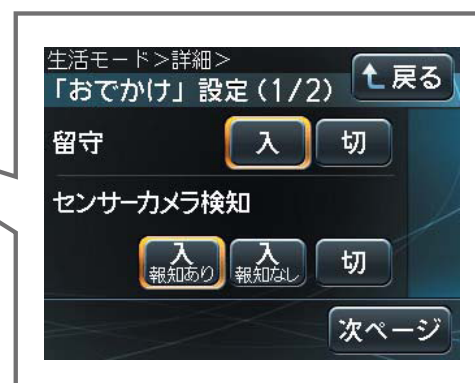 生活モード>詳細>
「おでかけ」設定(1/2)
戻る
留守
入
切
センサーカメラ検知
入
報知あり
入
報知なし
切
次ページ